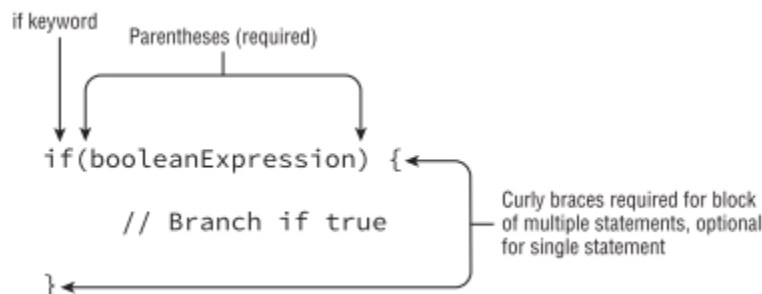 if keyword
Parentheses (required)
if(booleanExpression) {
// Branch if true
Curly braces required for block
of multiple statements, optional
for single statement
}